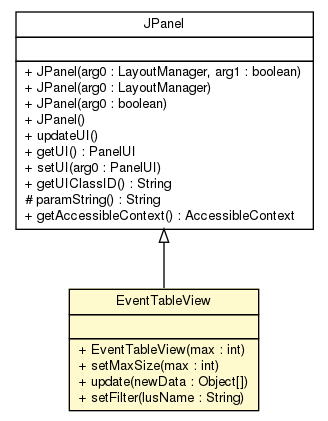 JPanel
+ JPanel(arg0 : LayoutManager, arg1 : boolean)
+ JPanel(arg0 : LayoutManager)
+ JPanel(arg0 : boolean)
+ JPanel()
+ updateUI()
+ getUI() : PanelUI
+ setUI(arg0 : PanelUI)
+ getUIClassID() : String
# paramString() : String
+ getAccessibleContext() : AccessibleContext
EventTableView
+ EventTableView(max : int)
+ setMaxSize(max : int)
+ update(newData : Object[])
+ setFilter(lusName : String)